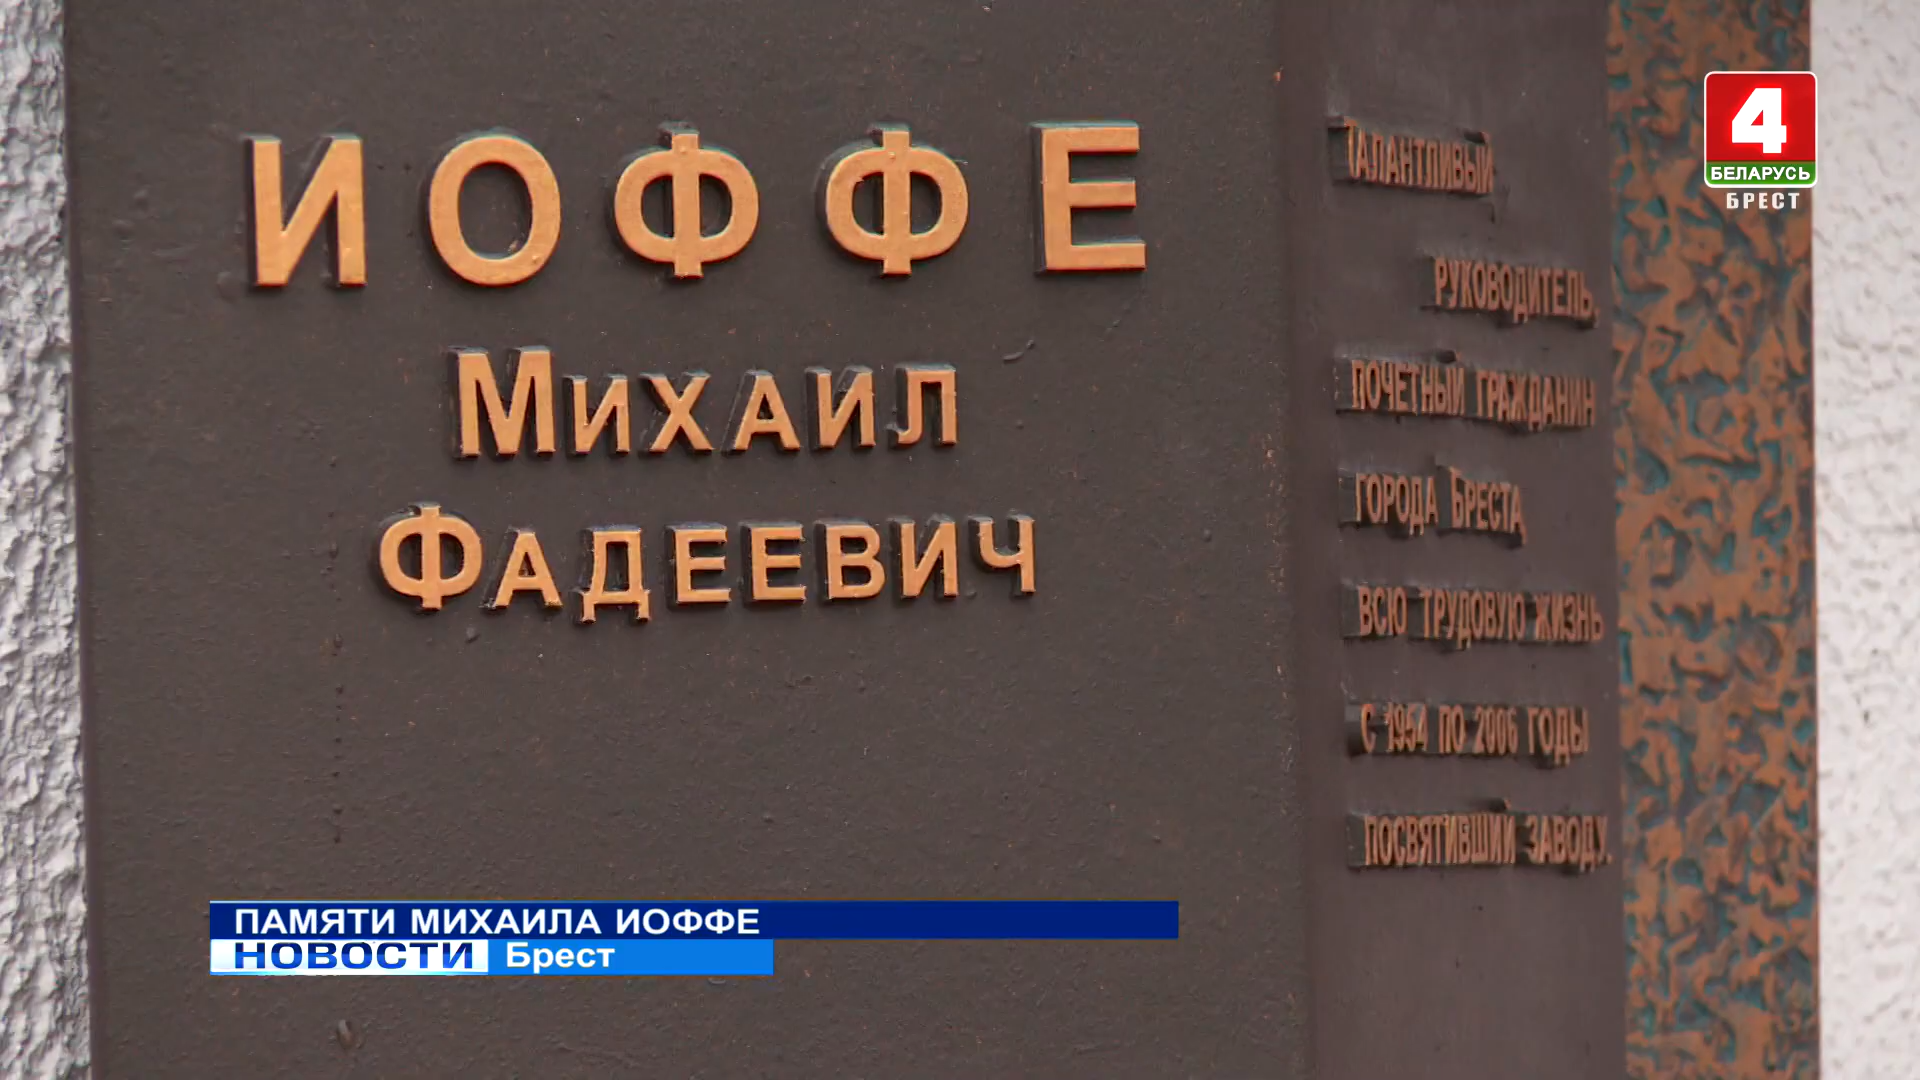 ИОФФЕ
Михаил
Фадеевич
талантливый
руководитель,
почетный гражданин
города Бреста,
всю трудовую жизнь
с 1954 по 2006 годы
посвятивший заводу.
4
БЕЛАРУСЬ
БРЕСТ
ПАМЯТИ МИХАИЛА ИОФФЕ
НОВОСТИ Брест